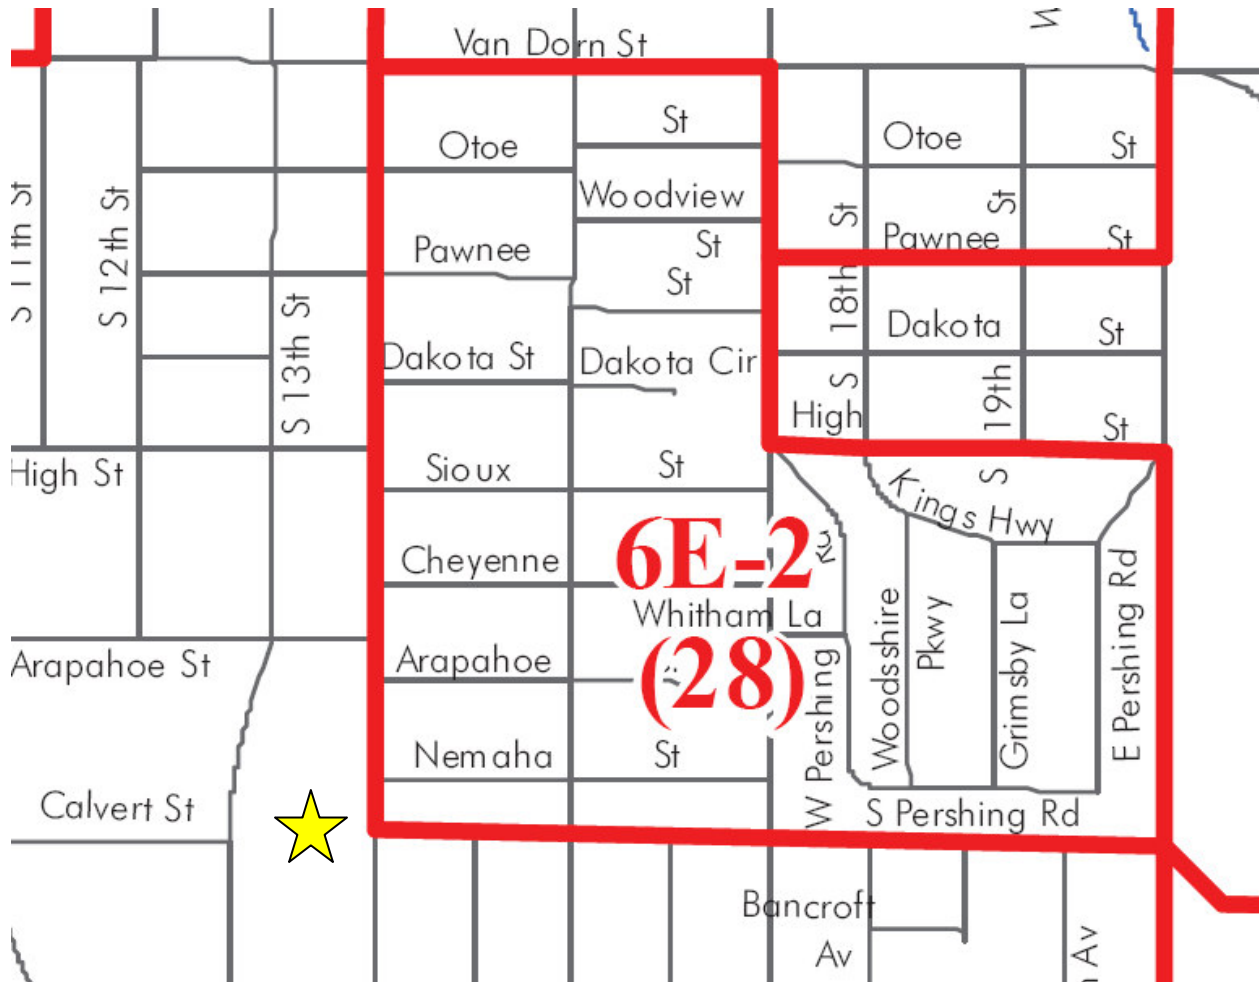 Van Dorn St
W
Otoe
St
Otoe
St
S 11th St
S 12th St
Woodview
St
Pawnee
St
Pawnee
St
S 13th St
S 18th St
S 19th St
Dakota St
Dakota Cir
Dakota
St
High
St
High St
Sioux
St
Kings Hwy
Cheyenne
6E-2
(28)
Whitham La
Arapahoe St
Arapahoe
W Pershing
Woodsshire
Pkwy
Grimsby La
E Pershing Rd
Nemaha
St
Calvert St
S Pershing Rd
Bancroft
Av
Av